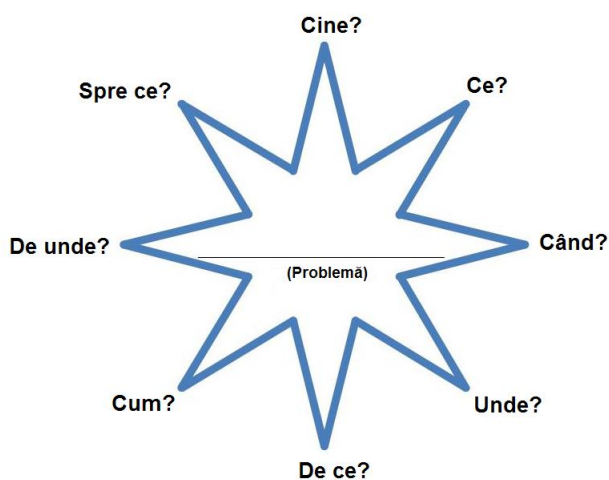 Cine?
Spre ce?
Ce?
De unde?
Când?
(Problemă)
Cum?
Unde?
De ce?